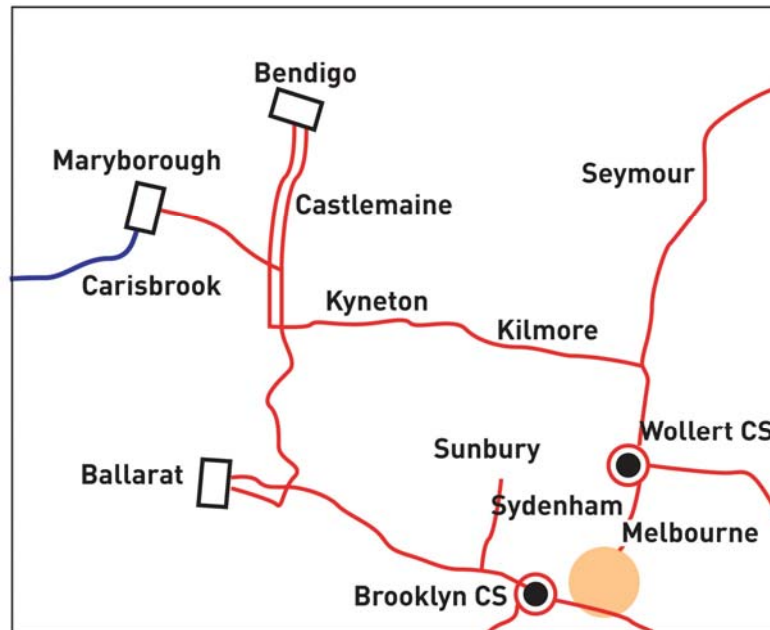 Bendigo
Maryborough
Seymour
Castlemaine
Carisbrook
Kyneton
Kilmore
Wollert CS
Sunbury
Ballarat
Sydenham
Melbourne
Brooklyn CS